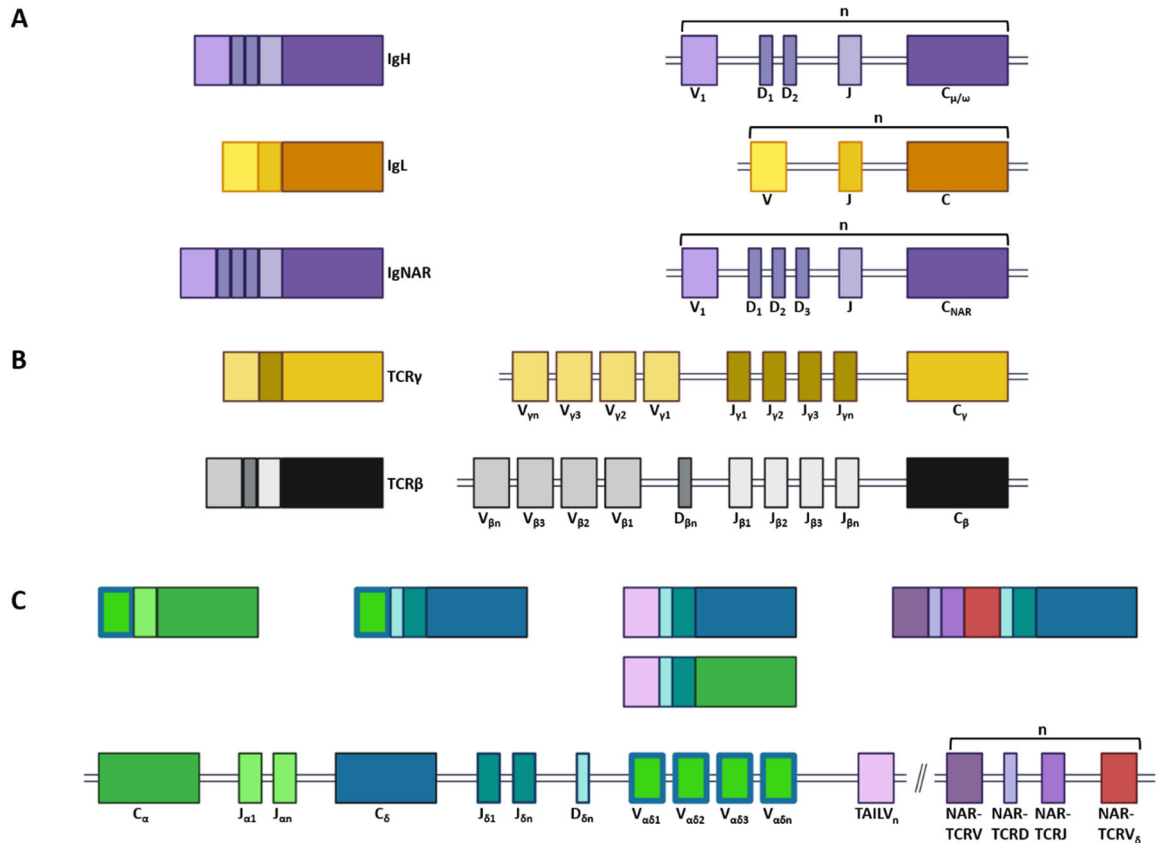 A
n
IgH
V₁ D₁ D₂ J Cμ/ω
n
IgL
V J C
n
IgNAR
V₁ D₁ D₂ D₃ J C_NAR
B
TCRγ
Vγn Vγ3 Vγ2 Vγ1 Jγ1 Jγ2 Jγ3 Jγn Cγ
TCRβ
Vβn Vβ3 Vβ2 Vβ1 Dβn Jβ1 Jβ2 Jβ3 Jβn Cβ
C
n
Cα Jα1 Jαn Cδ Jδ1 Jδn Dδn Vαδ1 Vαδ2 Vαδ3 Vαδn TAILVn // NAR- NAR- NAR- NAR-
TCRV TCRD TCRJ TCRVδ